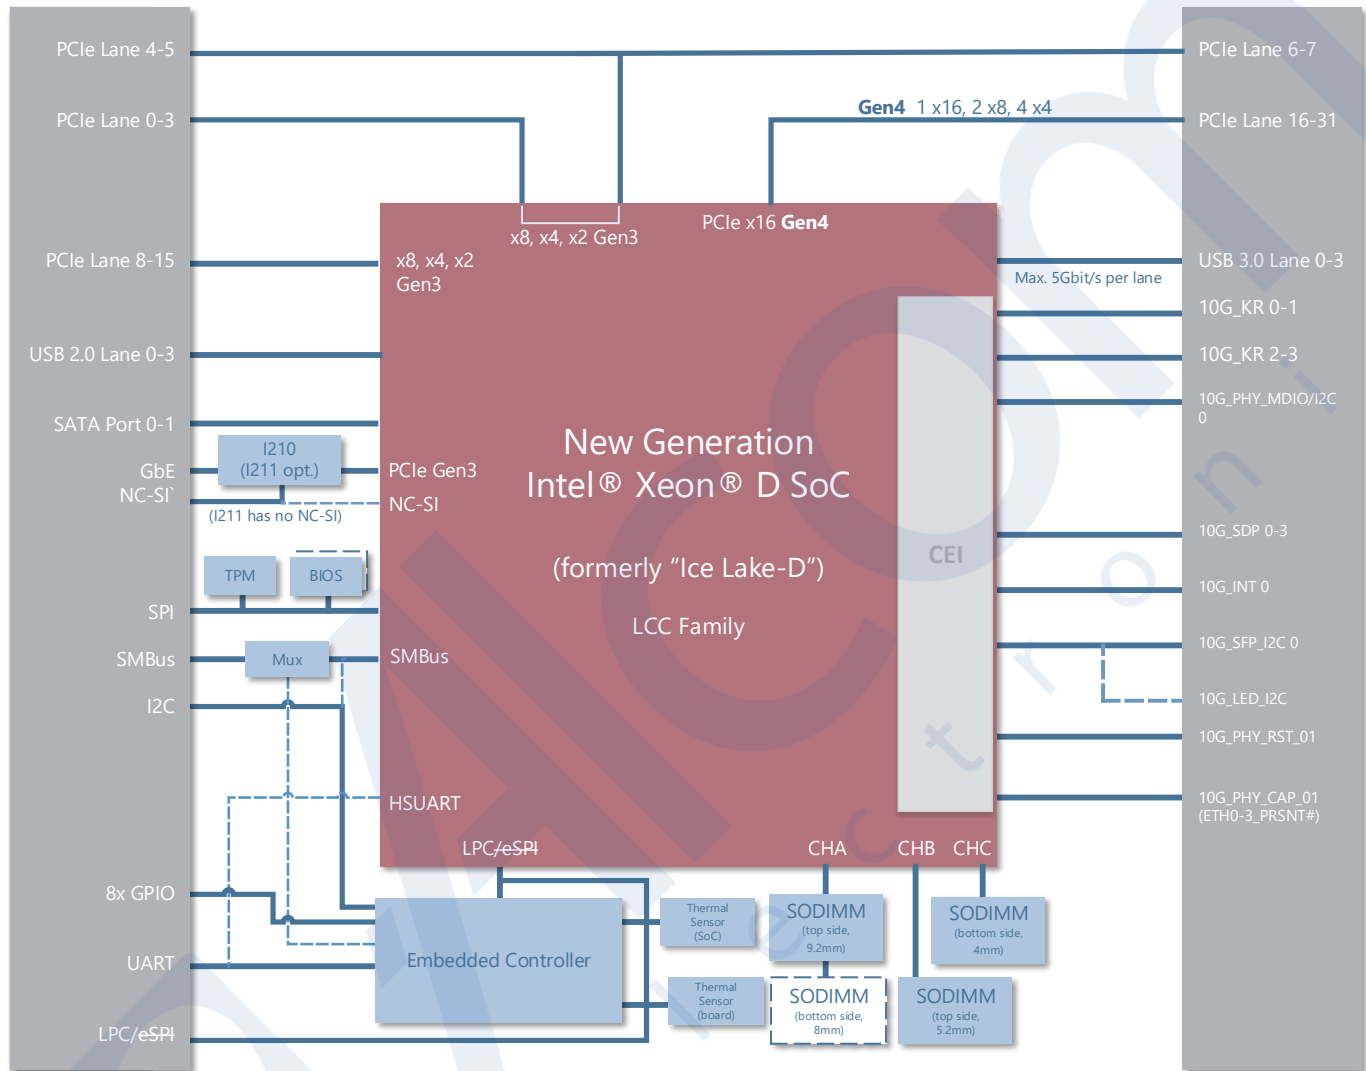 PCIe Lane 4-5
PCIe Lane 6-7
PCIe Lane 0-3
Gen4 1 x16, 2 x8, 4 x4
PCIe Lane 16-31
x8, x4, x2 Gen3
PCIe x16 Gen4
PCIe Lane 8-15
x8, x4, x2
Gen3
USB 3.0 Lane 0-3
Max. 5Gbit/s per lane
10G_KR 0-1
USB 2.0 Lane 0-3
10G_KR 2-3
10G_PHY_MDIO/I2C
0
SATA Port 0-1
I210
(I211 opt.)
GbE
PCIe Gen3
NC-SI`
NC-SI
(I211 has no NC-SI)
New Generation
Intel® Xeon® D SoC
(formerly “Ice Lake-D”)
LCC Family
CEI
10G_SDP 0-3
TPM
BIOS
10G_INT 0
SPI
SMBus
Mux
SMBus
10G_SFP_I2C 0
I2C
10G_LED_I2C
10G_PHY_RST_01
HSUART
10G_PHY_CAP_01
(ETH0-3_PRSNT#)
LPC/eSPI
CHA
CHB
CHC
8x GPIO
Thermal
Sensor
(SoC)
SODIMM
(top side,
9.2mm)
SODIMM
(bottom side,
4mm)
UART
Embedded Controller
Thermal
Sensor
(board)
SODIMM
(bottom side,
8mm)
SODIMM
(top side,
5.2mm)
LPC/eSPI